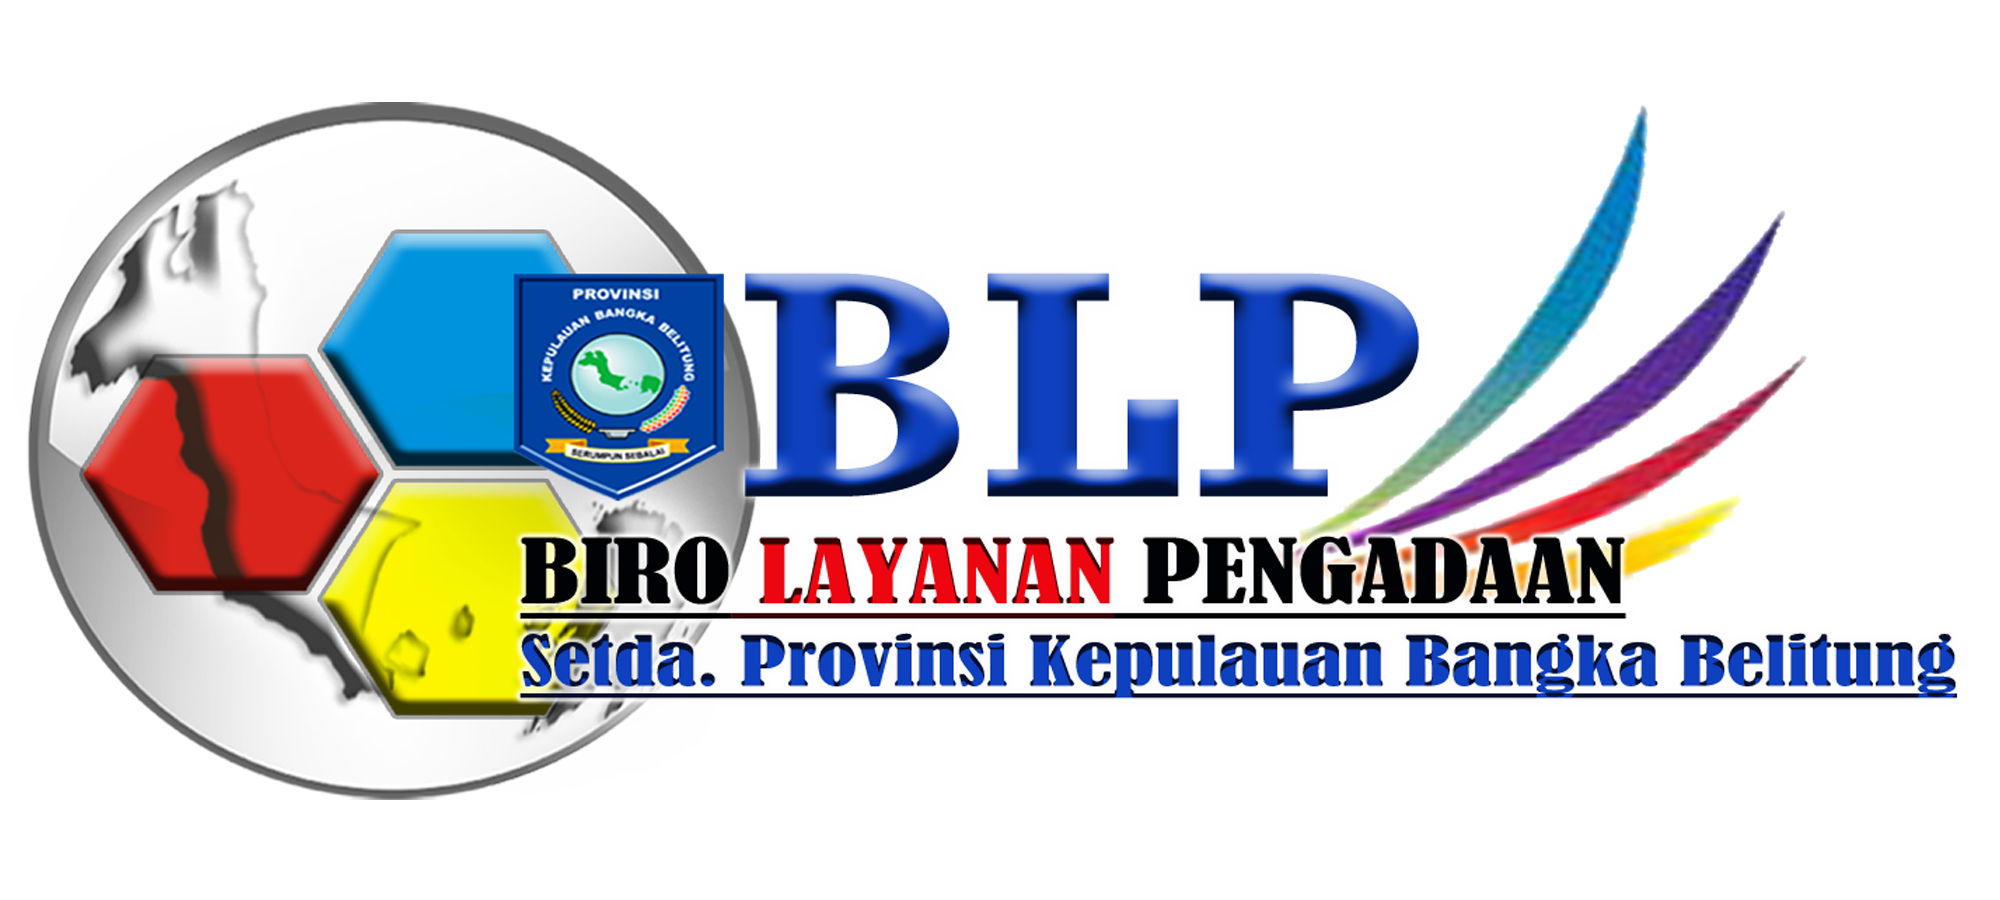 PROVINSI
KEPULAUAN BANGKA BELITUNG
SERUMPUN SEBALAI
BLP
BIRO LAYANAN PENGADAAN
Setda. Provinsi Kepulauan Bangka Belitung